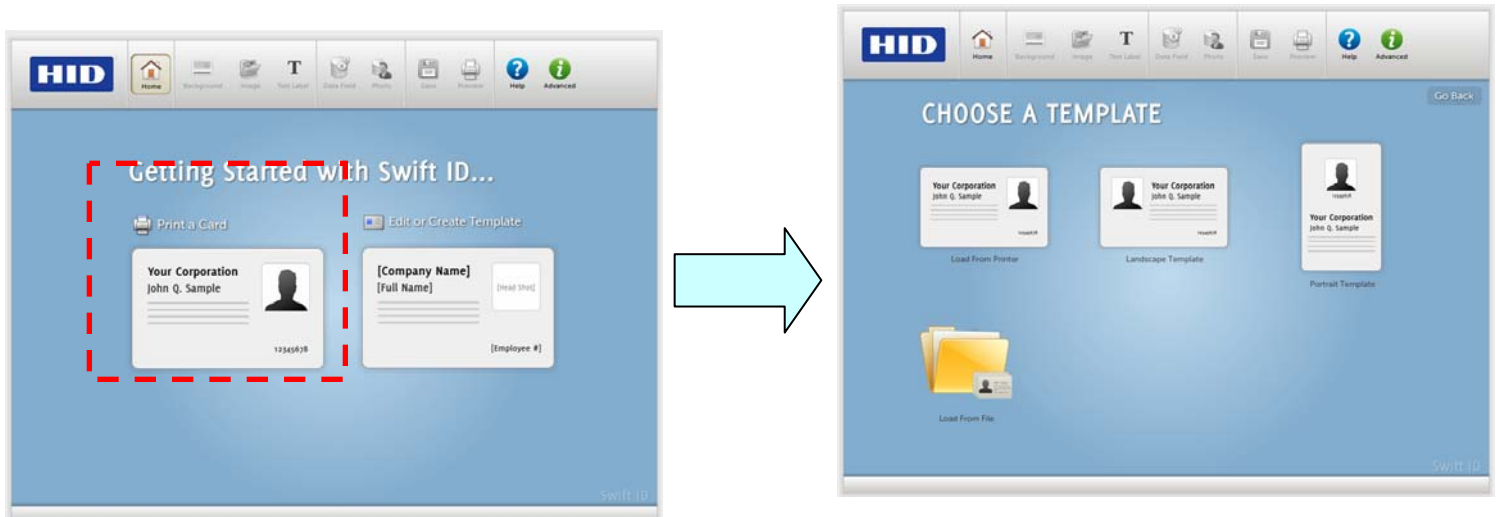 HID
Home Background Image Text Label Data Field Photo Save Preview Help Advanced
T
Getting Started with Swift ID...
Print a Card
Edit or Create Template
Your Corporation
John Q. Sample
12345678
[Company Name]
[Full Name]
[Head Shot]
[Employee #]
Swift ID
HID
T
Home Background Image Text Label Data Field Photo Save Preview Help Advanced
Go Back
CHOOSE A TEMPLATE
Your Corporation
John Q. Sample
12345678
Load From Printer
Your Corporation
John Q. Sample
12345678
Landscape Template
12345678
Your Corporation
John Q. Sample
Portrait Template
Load From File
Swift ID